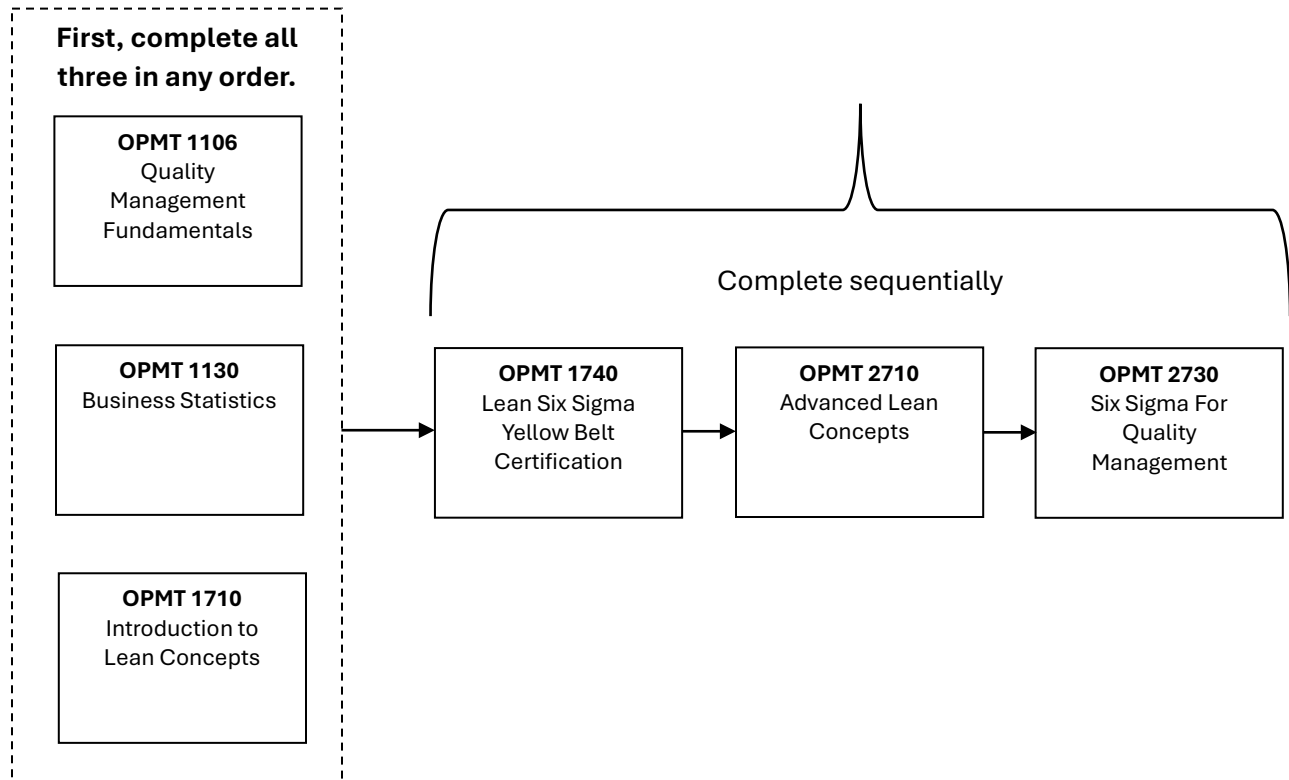 First, complete all
three in any order.
OPMT 1106
Quality
Management
Fundamentals
OPMT 1130
Business Statistics
OPMT 1710
Introduction to
Lean Concepts
Complete sequentially
OPMT 1740
Lean Six Sigma
Yellow Belt
Certification
OPMT 2710
Advanced Lean
Concepts
OPMT 2730
Six Sigma For
Quality
Management